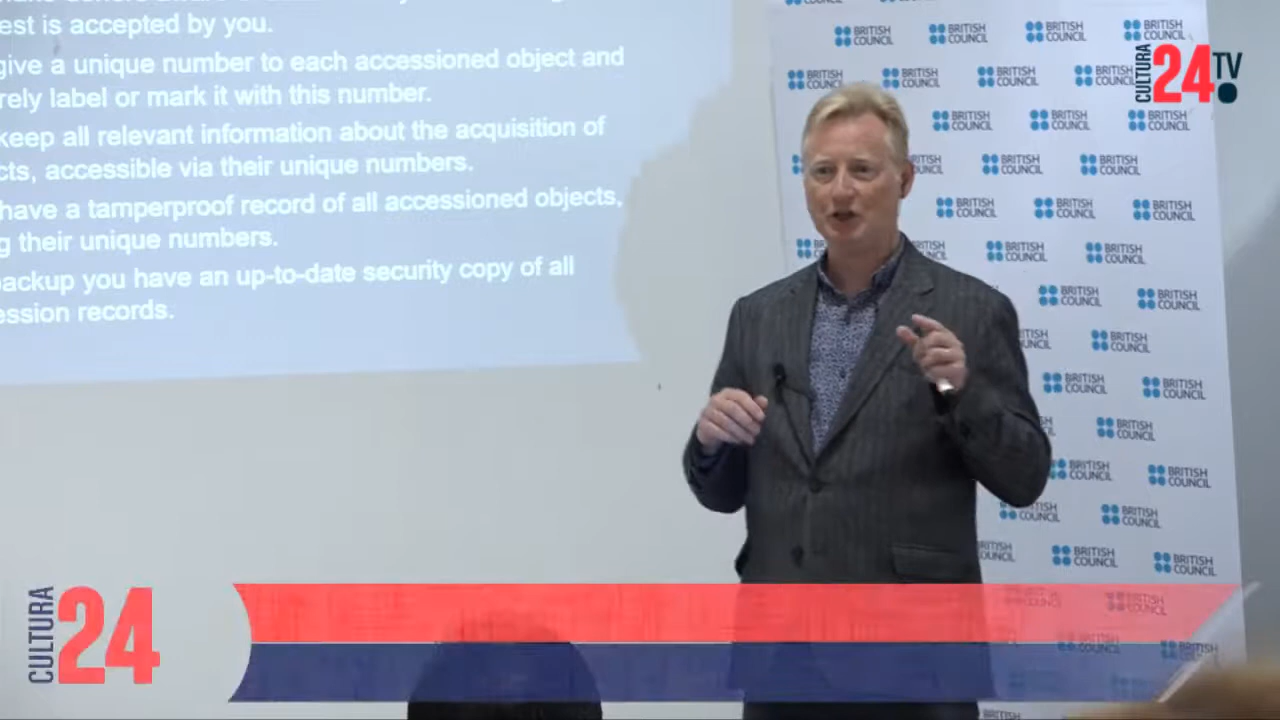 est is accepted by you.
give a unique number to each accessioned object and
rely label or mark it with this number.
keep all relevant information about the acquisition of
cts, accessible via their unique numbers.
have a tamperproof record of all accessioned objects,
g their unique numbers.
backup you have an up-to-date security copy of all
ession records.
BRITISH
COUNCIL
CULTURA
24TV
CULTURA
24